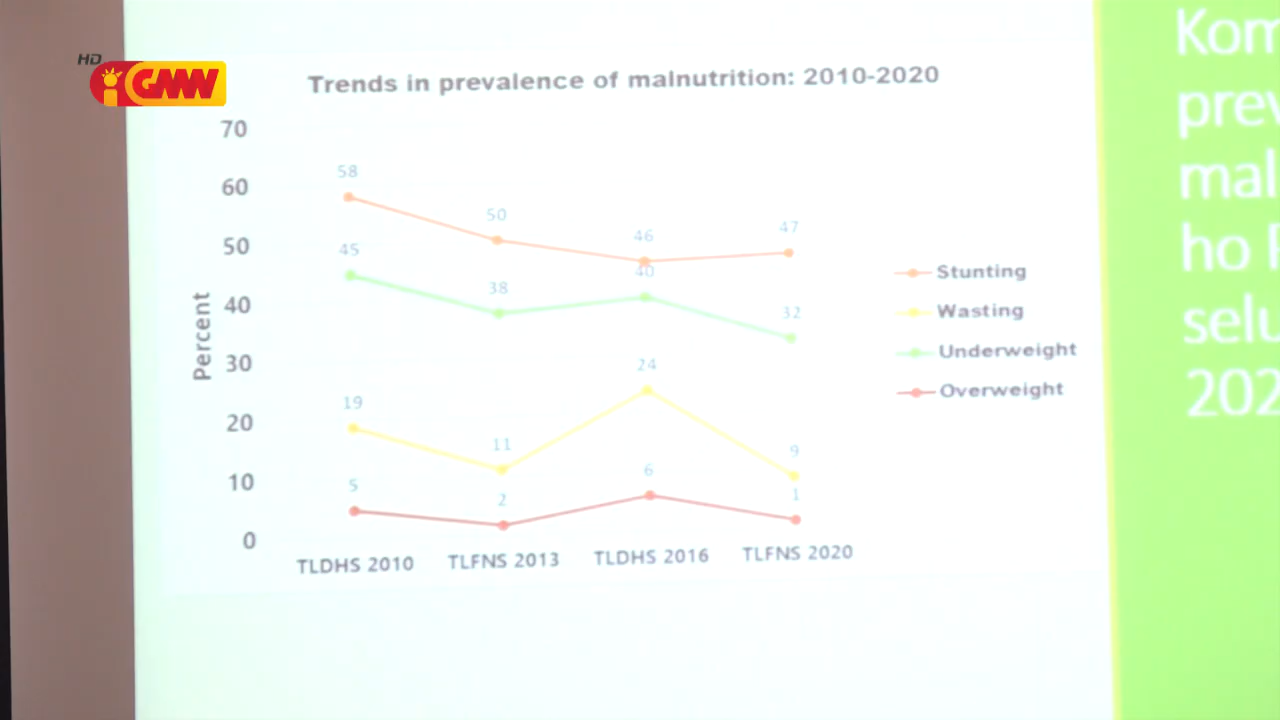 HD
GMN
Trends in prevalence of malnutrition: 2010-2020
Percent
70
60
50
40
30
20
10
0
58
50
46
47
45
38
40
32
19
11
24
9
5
2
6
1
TLDHS 2010
TLFNS 2013
TLDHS 2016
TLFNS 2020
Stunting
Wasting
Underweight
Overweight
Kom
prev
mal
ho
selu
202